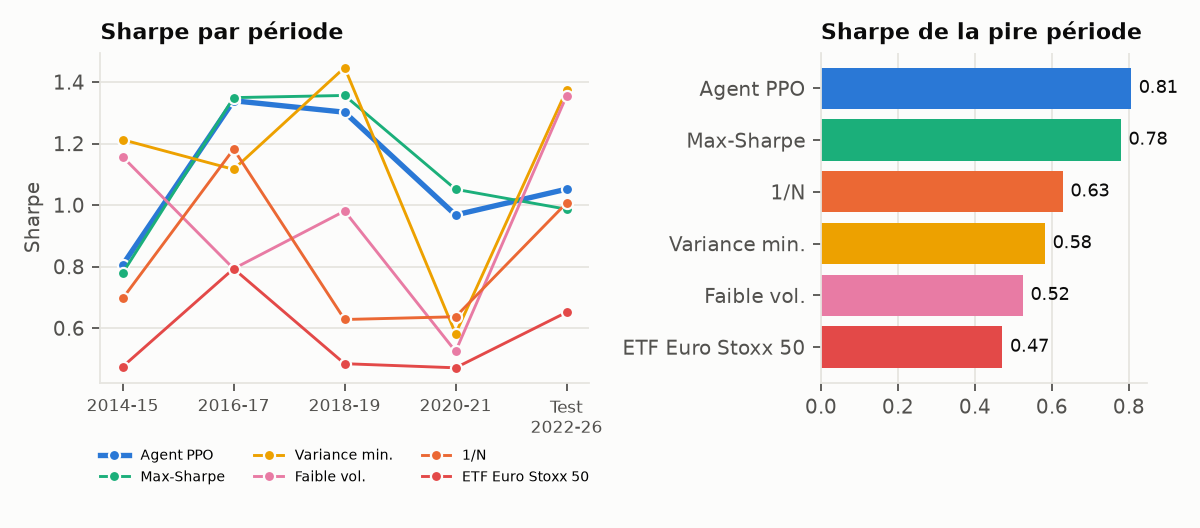 Sharpe par période
Sharpe
1.4
1.2
1.0
0.8
0.6
2014-15
2016-17
2018-19
2020-21
Test
2022-26
Agent PPO
Variance min.
1/N
Max-Sharpe
Faible vol.
ETF Euro Stoxx 50
Sharpe de la pire période
Agent PPO 0.81
Max-Sharpe 0.78
1/N 0.63
Variance min. 0.58
Faible vol. 0.52
ETF Euro Stoxx 50 0.47
0.0 0.2 0.4 0.6 0.8